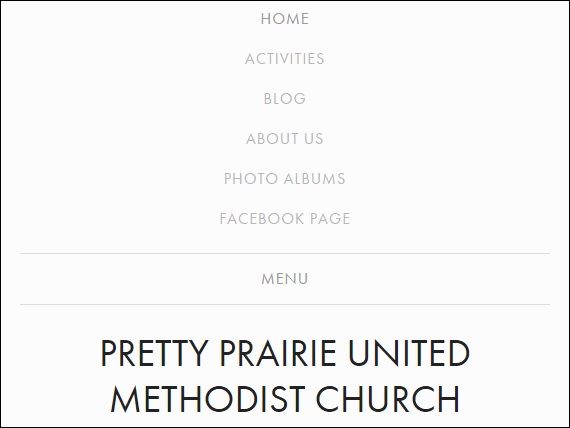 HOME
ACTIVITIES
BLOG
ABOUT US
PHOTO ALBUMS
FACEBOOK PAGE
MENU
PRETTY PRAIRIE UNITED
METHODIST CHURCH